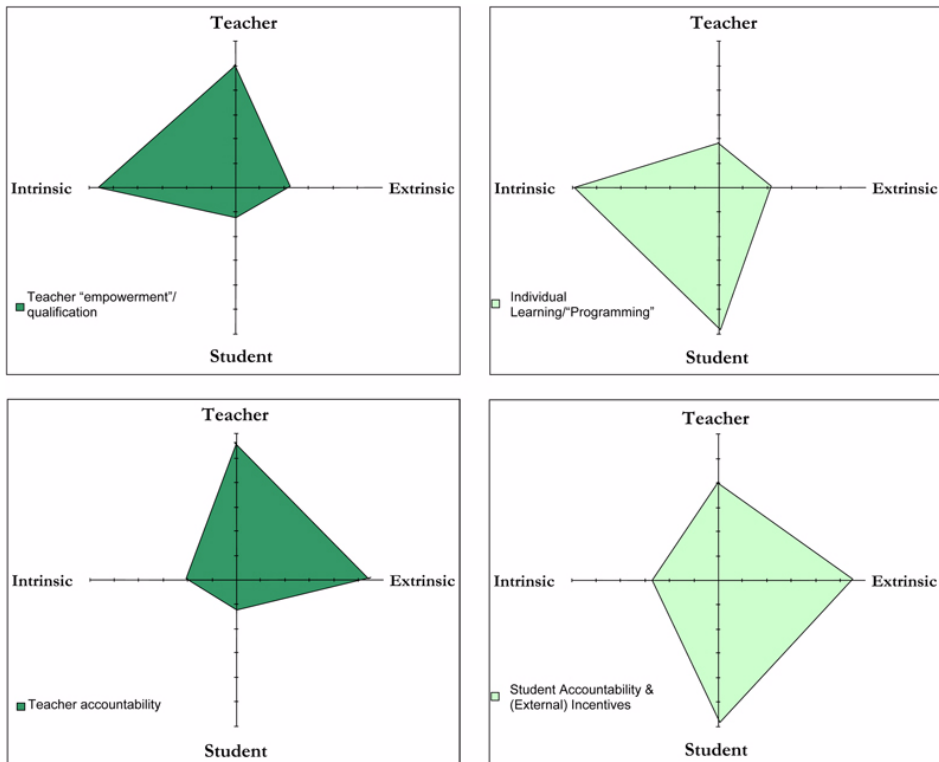 Teacher
Intrinsic
Extrinsic
Teacher “empowerment”/
qualification
Student
Teacher
Intrinsic
Extrinsic
Individual
Learning/“Programming”
Student
Teacher
Intrinsic
Extrinsic
Teacher accountability
Student
Teacher
Intrinsic
Extrinsic
Student Accountability &
(External) Incentives
Student